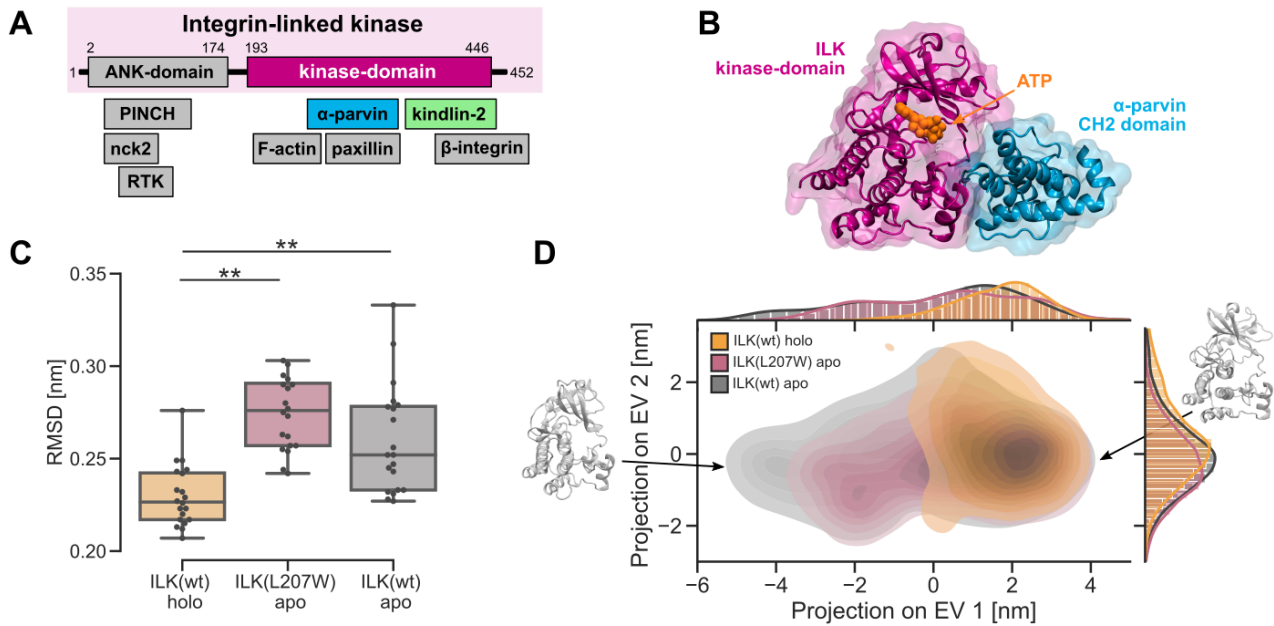 A
Integrin-linked kinase
2 174 193 446
1 ANK-domain kinase-domain 452
PINCH α-parvin kindlin-2
nck2 F-actin paxillin β-integrin
RTK
B
ILK
kinase-domain
ATP
α-parvin
CH2 domain
C
**
**
0.35
0.30
0.25
0.20
RMSD [nm]
ILK(wt)
holo
ILK(L207W)
apo
ILK(wt)
apo
D
ILK(wt) holo
ILK(L207W) apo
ILK(wt) apo
Projection on EV 2 [nm]
2
0
−2
−6 −4 −2 0 2 4
Projection on EV 1 [nm]